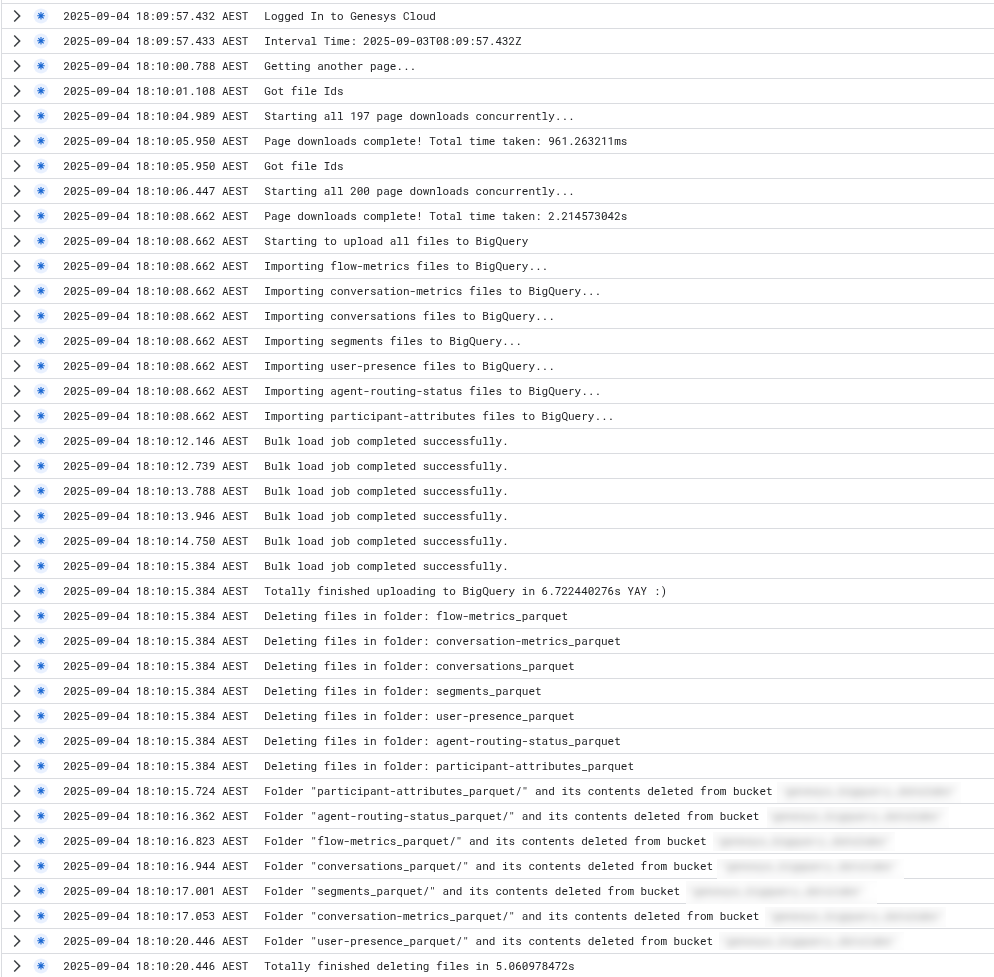 2025-09-04 18:09:57.432 AEST Logged In to Genesys Cloud
2025-09-04 18:09:57.433 AEST Interval Time: 2025-09-03T08:09:57.432Z
2025-09-04 18:10:00.788 AEST Getting another page...
2025-09-04 18:10:01.108 AEST Got file Ids
2025-09-04 18:10:04.989 AEST Starting all 197 page downloads concurrently...
2025-09-04 18:10:05.950 AEST Page downloads complete! Total time taken: 961.263211ms
2025-09-04 18:10:05.950 AEST Got file Ids
2025-09-04 18:10:06.447 AEST Starting all 200 page downloads concurrently...
2025-09-04 18:10:08.662 AEST Page downloads complete! Total time taken: 2.214573042s
2025-09-04 18:10:08.662 AEST Starting to upload all files to BigQuery
2025-09-04 18:10:08.662 AEST Importing flow-metrics files to BigQuery...
2025-09-04 18:10:08.662 AEST Importing conversation-metrics files to BigQuery...
2025-09-04 18:10:08.662 AEST Importing conversations files to BigQuery...
2025-09-04 18:10:08.662 AEST Importing segments files to BigQuery...
2025-09-04 18:10:08.662 AEST Importing user-presence files to BigQuery...
2025-09-04 18:10:08.662 AEST Importing agent-routing-status files to BigQuery...
2025-09-04 18:10:08.662 AEST Importing participant-attributes files to BigQuery...
2025-09-04 18:10:12.146 AEST Bulk load job completed successfully.
2025-09-04 18:10:12.739 AEST Bulk load job completed successfully.
2025-09-04 18:10:13.788 AEST Bulk load job completed successfully.
2025-09-04 18:10:13.946 AEST Bulk load job completed successfully.
2025-09-04 18:10:14.750 AEST Bulk load job completed successfully.
2025-09-04 18:10:15.384 AEST Bulk load job completed successfully.
2025-09-04 18:10:15.384 AEST Totally finished uploading to BigQuery in 6.722440276s YAY :)
2025-09-04 18:10:15.384 AEST Deleting files in folder: flow-metrics_parquet
2025-09-04 18:10:15.384 AEST Deleting files in folder: conversation-metrics_parquet
2025-09-04 18:10:15.384 AEST Deleting files in folder: conversations_parquet
2025-09-04 18:10:15.384 AEST Deleting files in folder: segments_parquet
2025-09-04 18:10:15.384 AEST Deleting files in folder: user-presence_parquet
2025-09-04 18:10:15.384 AEST Deleting files in folder: agent-routing-status_parquet
2025-09-04 18:10:15.384 AEST Deleting files in folder: participant-attributes_parquet
2025-09-04 18:10:15.724 AEST Folder "participant-attributes_parquet/" and its contents deleted from bucket
2025-09-04 18:10:16.362 AEST Folder "agent-routing-status_parquet/" and its contents deleted from bucket
2025-09-04 18:10:16.823 AEST Folder "flow-metrics_parquet/" and its contents deleted from bucket
2025-09-04 18:10:16.944 AEST Folder "conversations_parquet/" and its contents deleted from bucket
2025-09-04 18:10:17.001 AEST Folder "segments_parquet/" and its contents deleted from bucket
2025-09-04 18:10:17.053 AEST Folder "conversation-metrics_parquet/" and its contents deleted from bucket
2025-09-04 18:10:20.446 AEST Folder "user-presence_parquet/" and its contents deleted from bucket
2025-09-04 18:10:20.446 AEST Totally finished deleting files in 5.060978472s